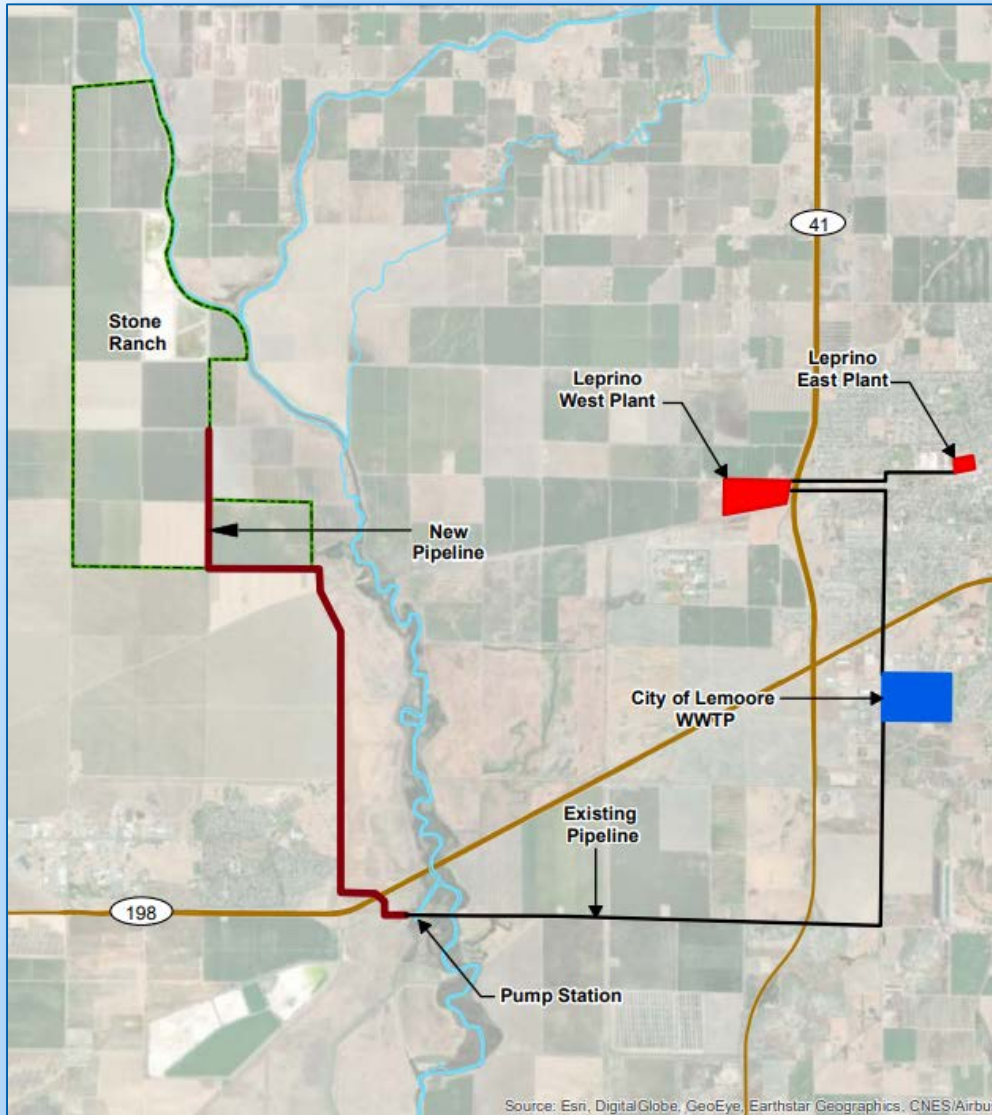 41
Stone
Ranch
Leprino
East Plant
Leprino
West Plant
New
Pipeline
City of Lemoore
WWTP
Existing
Pipeline
198
Pump Station
Source: Esri, DigitalGlobe, GeoEye, Earthstar Geographics, CNES/Airbu